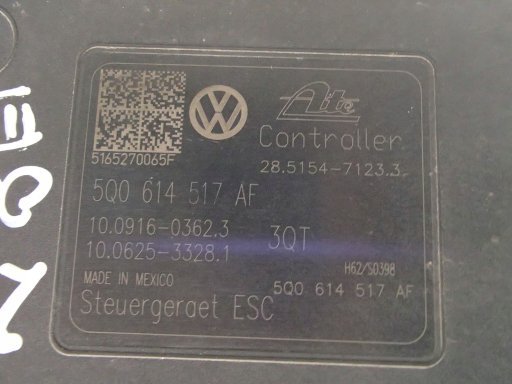 Ate
Controller
5165270065F
28.5154-7123.3
5Q0 614 517 AF
10.0916-0362.3
3QT
10.0625-3328.1
H62/S0398
MADE IN MEXICO
5Q0 614 517 AF
Steuergeraet ESC